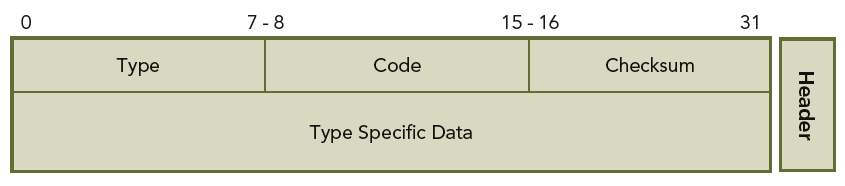 0 7 - 8 15 - 16 31
Type Code Checksum
Type Specific Data
Header